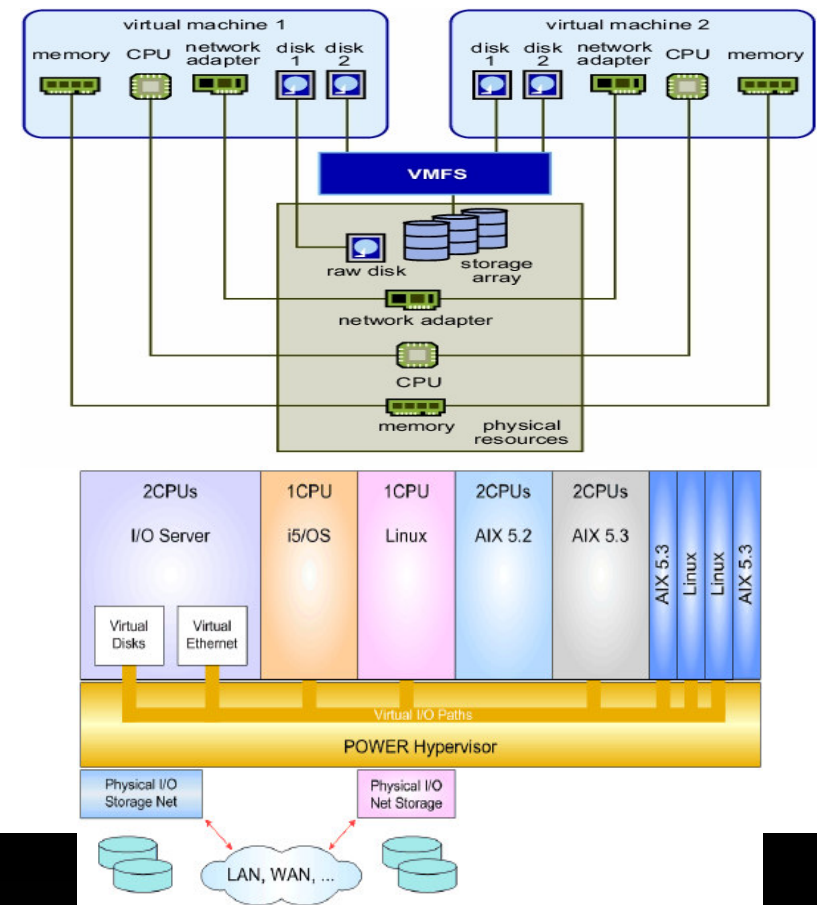 virtual machine 1
memory CPU network adapter disk 1 disk 2
virtual machine 2
disk 1 disk 2 network adapter CPU memory
VMFS
raw disk
storage
array
network adapter
CPU
memory
physical
resources
2CPUs
I/O Server
Virtual
Disks
Virtual
Ethernet
1CPU
i5/OS
1CPU
Linux
2CPUs
AIX 5.2
2CPUs
AIX 5.3
AIX 5.3
Linux
Linux
AIX 5.3
Virtual I/O Paths
POWER Hypervisor
Physical I/O
Storage Net
Physical I/O
Net Storage
LAN, WAN, ...